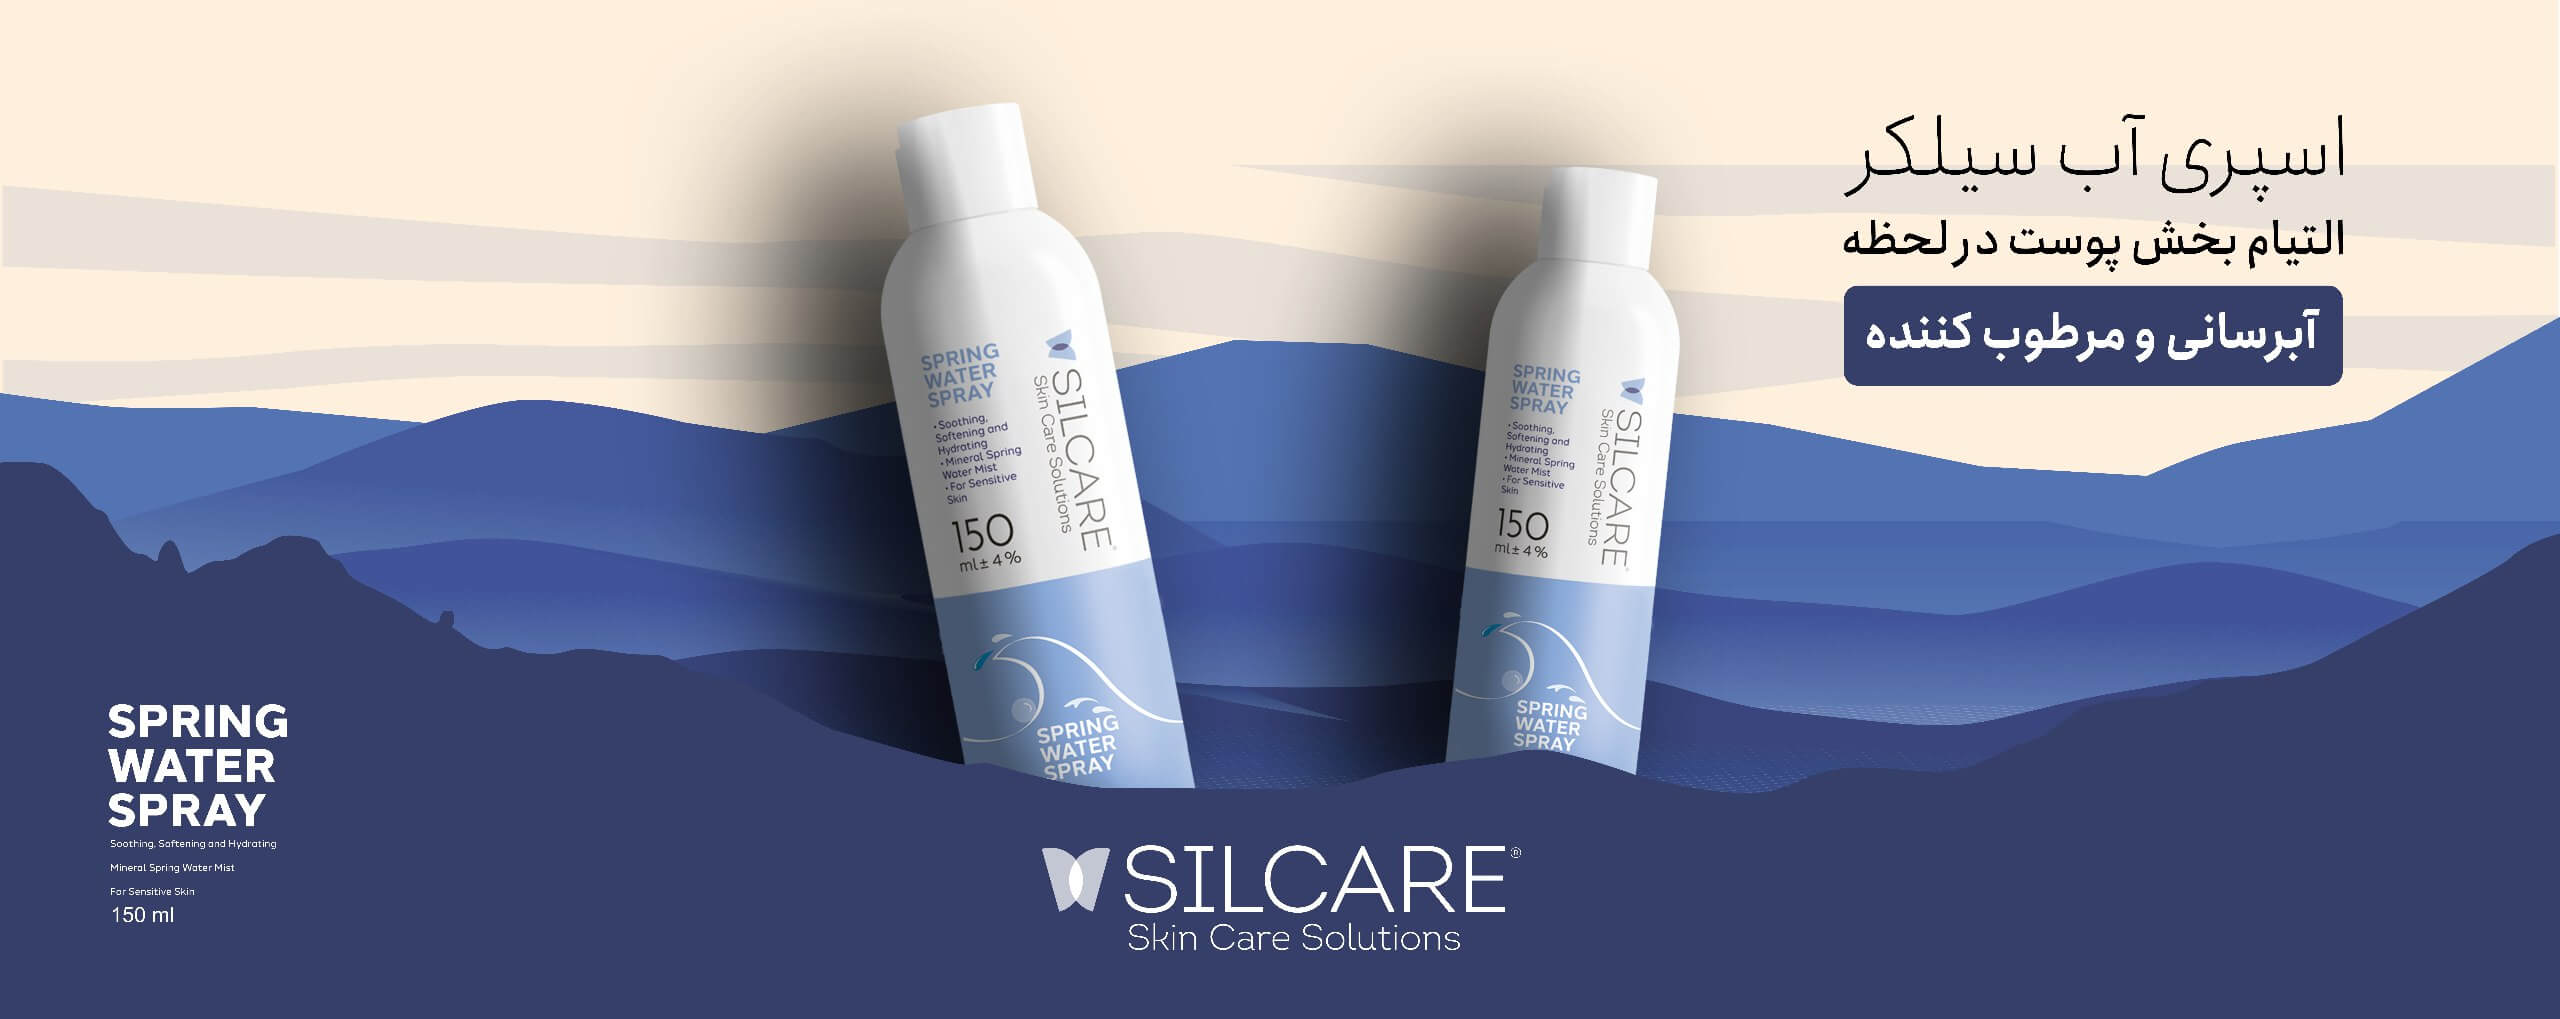 اسپری آب سیلکر
التیام بخش پوست در لحظه
آبرسانی و مرطوب کننده
SPRING
WATER
SPRAY
• Soothing,
Softening and
Hydrating
• Mineral Spring
Water Mist
• For Sensitive
Skin
150
ml ± 4%
SILCARE®
Skin Care Solutions
SPRING
WATER
SPRAY
SPRING
WATER
SPRAY
• Soothing,
Softening and
Hydrating
• Mineral Spring
Water Mist
• For Sensitive
Skin
150
ml ± 4%
SILCARE®
Skin Care Solutions
SPRING
WATER
SPRAY
SPRING
WATER
SPRAY
Soothing, Softening and Hydrating
Mineral Spring Water Mist
For Sensitive Skin
150 ml
SILCARE®
Skin Care Solutions